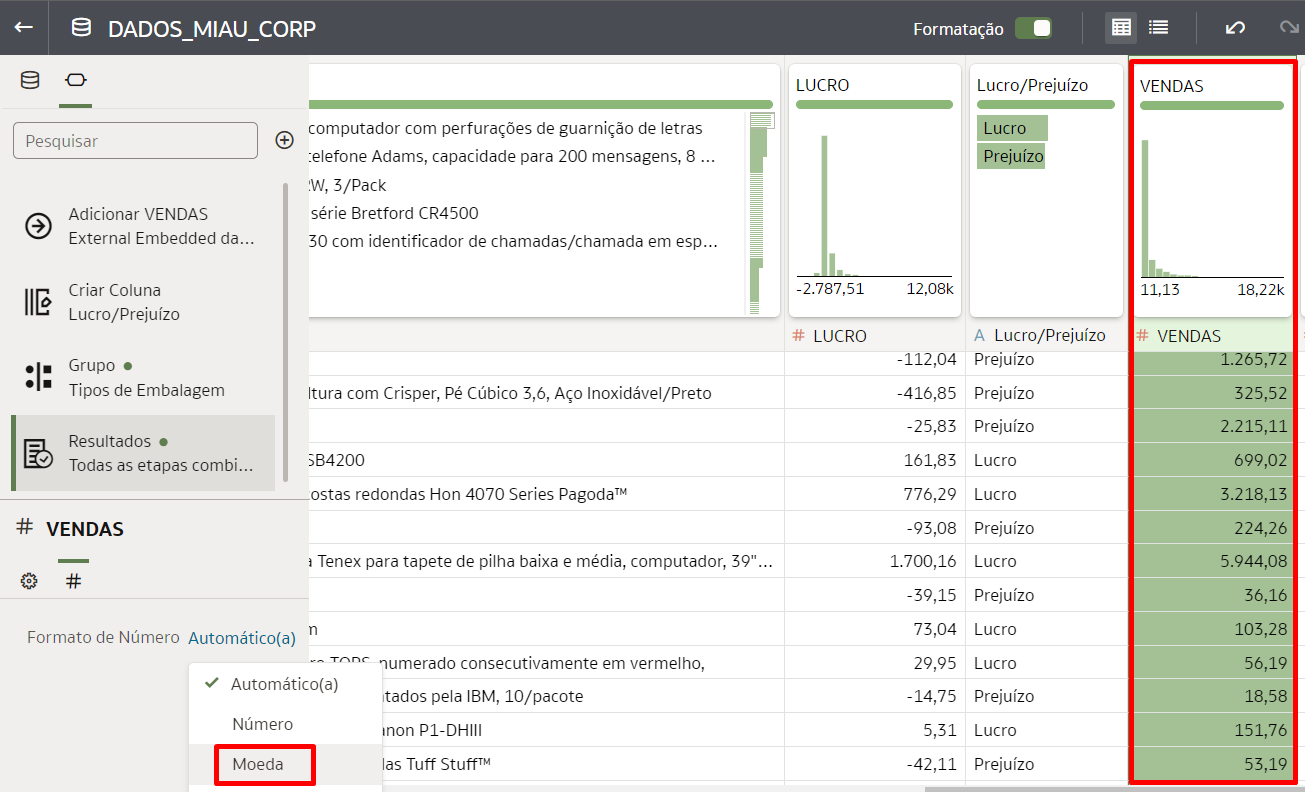 DADOS_MIAU_CORP
Formatação
Pesquisar
Adicionar VENDAS
External Embedded da...
Criar Coluna
Lucro/Prejuízo
Grupo
Tipos de Embalagem
Resultados
Todas as etapas combi...
# VENDAS
#
Formato de Número Automático(a)
Automático(a)
Número
Moeda
computador com perfurações de guarnição de letras
telefone Adams, capacidade para 200 mensagens, 8 ...
RW, 3/Pack
série Bretford CR4500
30 com identificador de chamadas/chamada em esp...
LUCRO
-2.787,51 12,08k
Lucro/Prejuízo
Lucro
Prejuízo
VENDAS
11,13 18,22k
# LUCRO A Lucro/Prejuízo # VENDAS
-112,04 Prejuízo 1.265,72
ltura com Crisper, Pé Cúbico 3,6, Aço Inoxidável/Preto -416,85 Prejuízo 325,52
-25,83 Prejuízo 2.215,11
SB4200 161,83 Lucro 699,02
ostas redondas Hon 4070 Series Pagoda™ 776,29 Lucro 3.218,13
-93,08 Prejuízo 224,26
a Tenex para tapete de pilha baixa e média, computador, 39"... 1.700,16 Lucro 5.944,08
-39,15 Prejuízo 36,16
m 73,04 Lucro 103,28
TOPS, numerado consecutivamente em vermelho, 29,95 Lucro 56,19
tados pela IBM, 10/pacote -14,75 Prejuízo 18,58
anon P1-DHIII 5,31 Lucro 151,76
las Tuff Stuff™ -42,11 Prejuízo 53,19